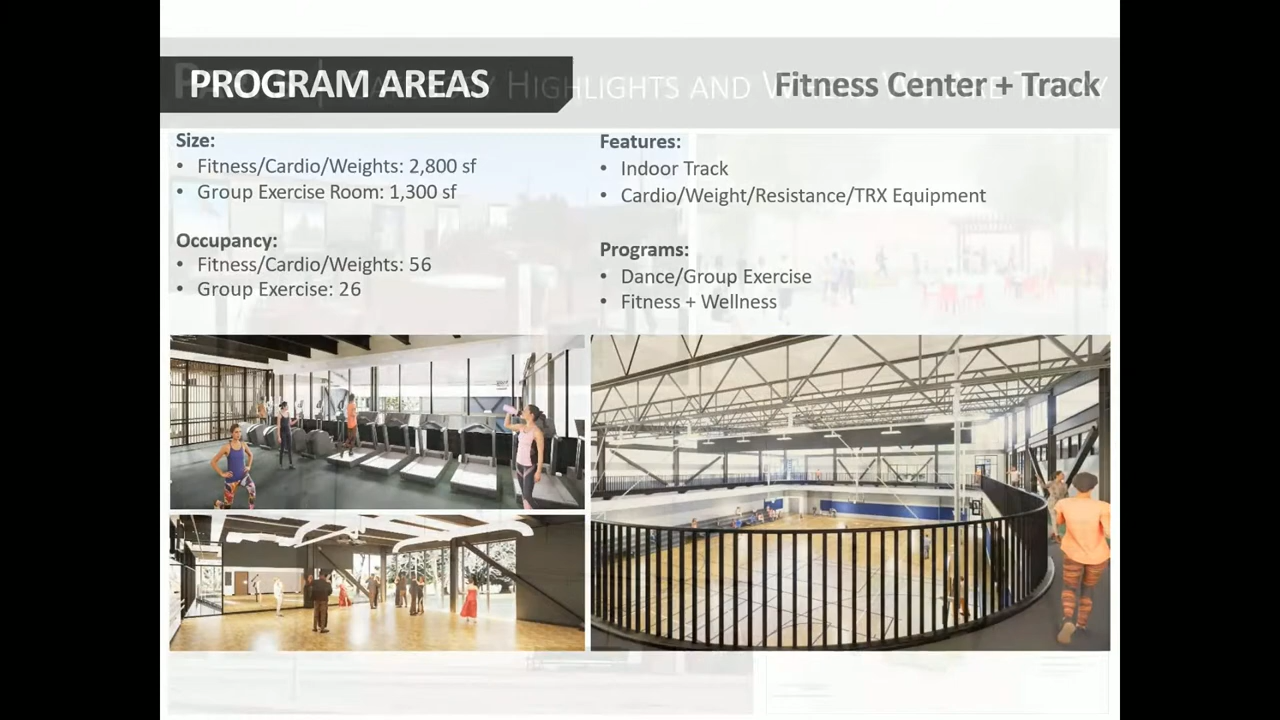 PROGRAM AREAS
HIGHLIGHTS AND
Fitness Center + Track
Size:
• Fitness/Cardio/Weights: 2,800 sf
• Group Exercise Room: 1,300 sf
Occupancy:
• Fitness/Cardio/Weights: 56
• Group Exercise: 26
Features:
• Indoor Track
• Cardio/Weight/Resistance/TRX Equipment
Programs:
• Dance/Group Exercise
• Fitness + Wellness